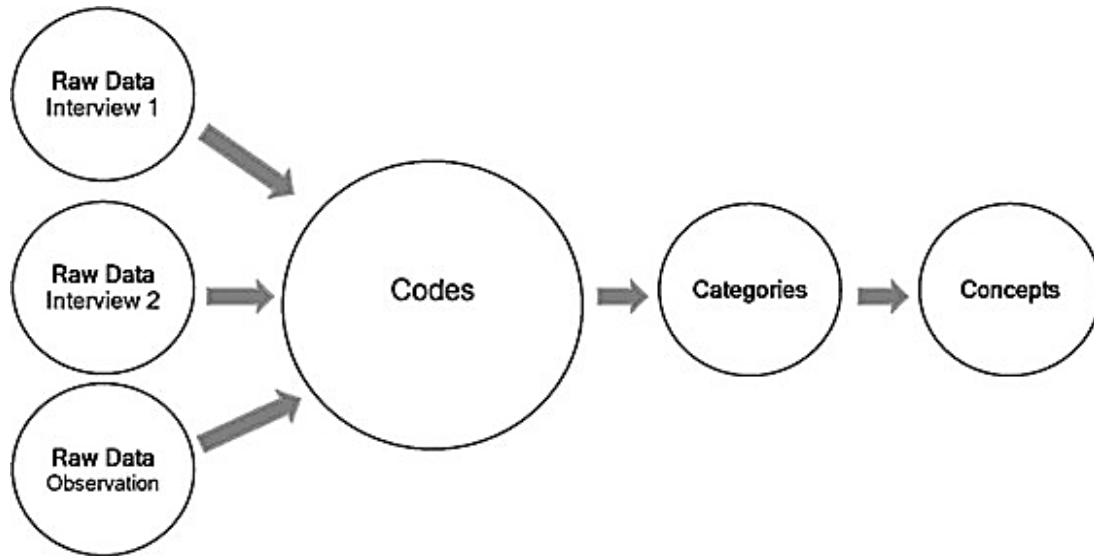 Raw Data
Interview 1
Raw Data
Interview 2
Raw Data
Observation
Codes
Categories
Concepts